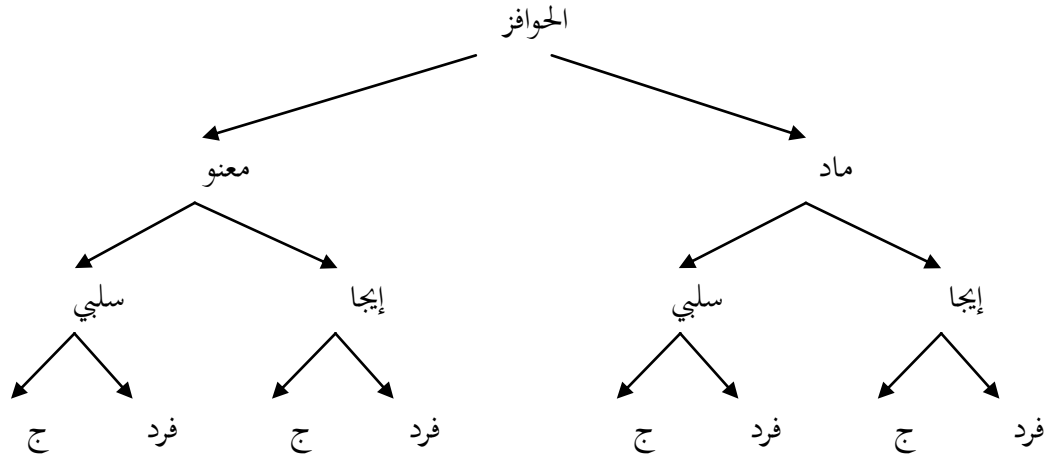 الحوافز
ماد معنو
إيجا سلبي إيجا سلبي
فرد ج فرد ج فرد ج فرد ج